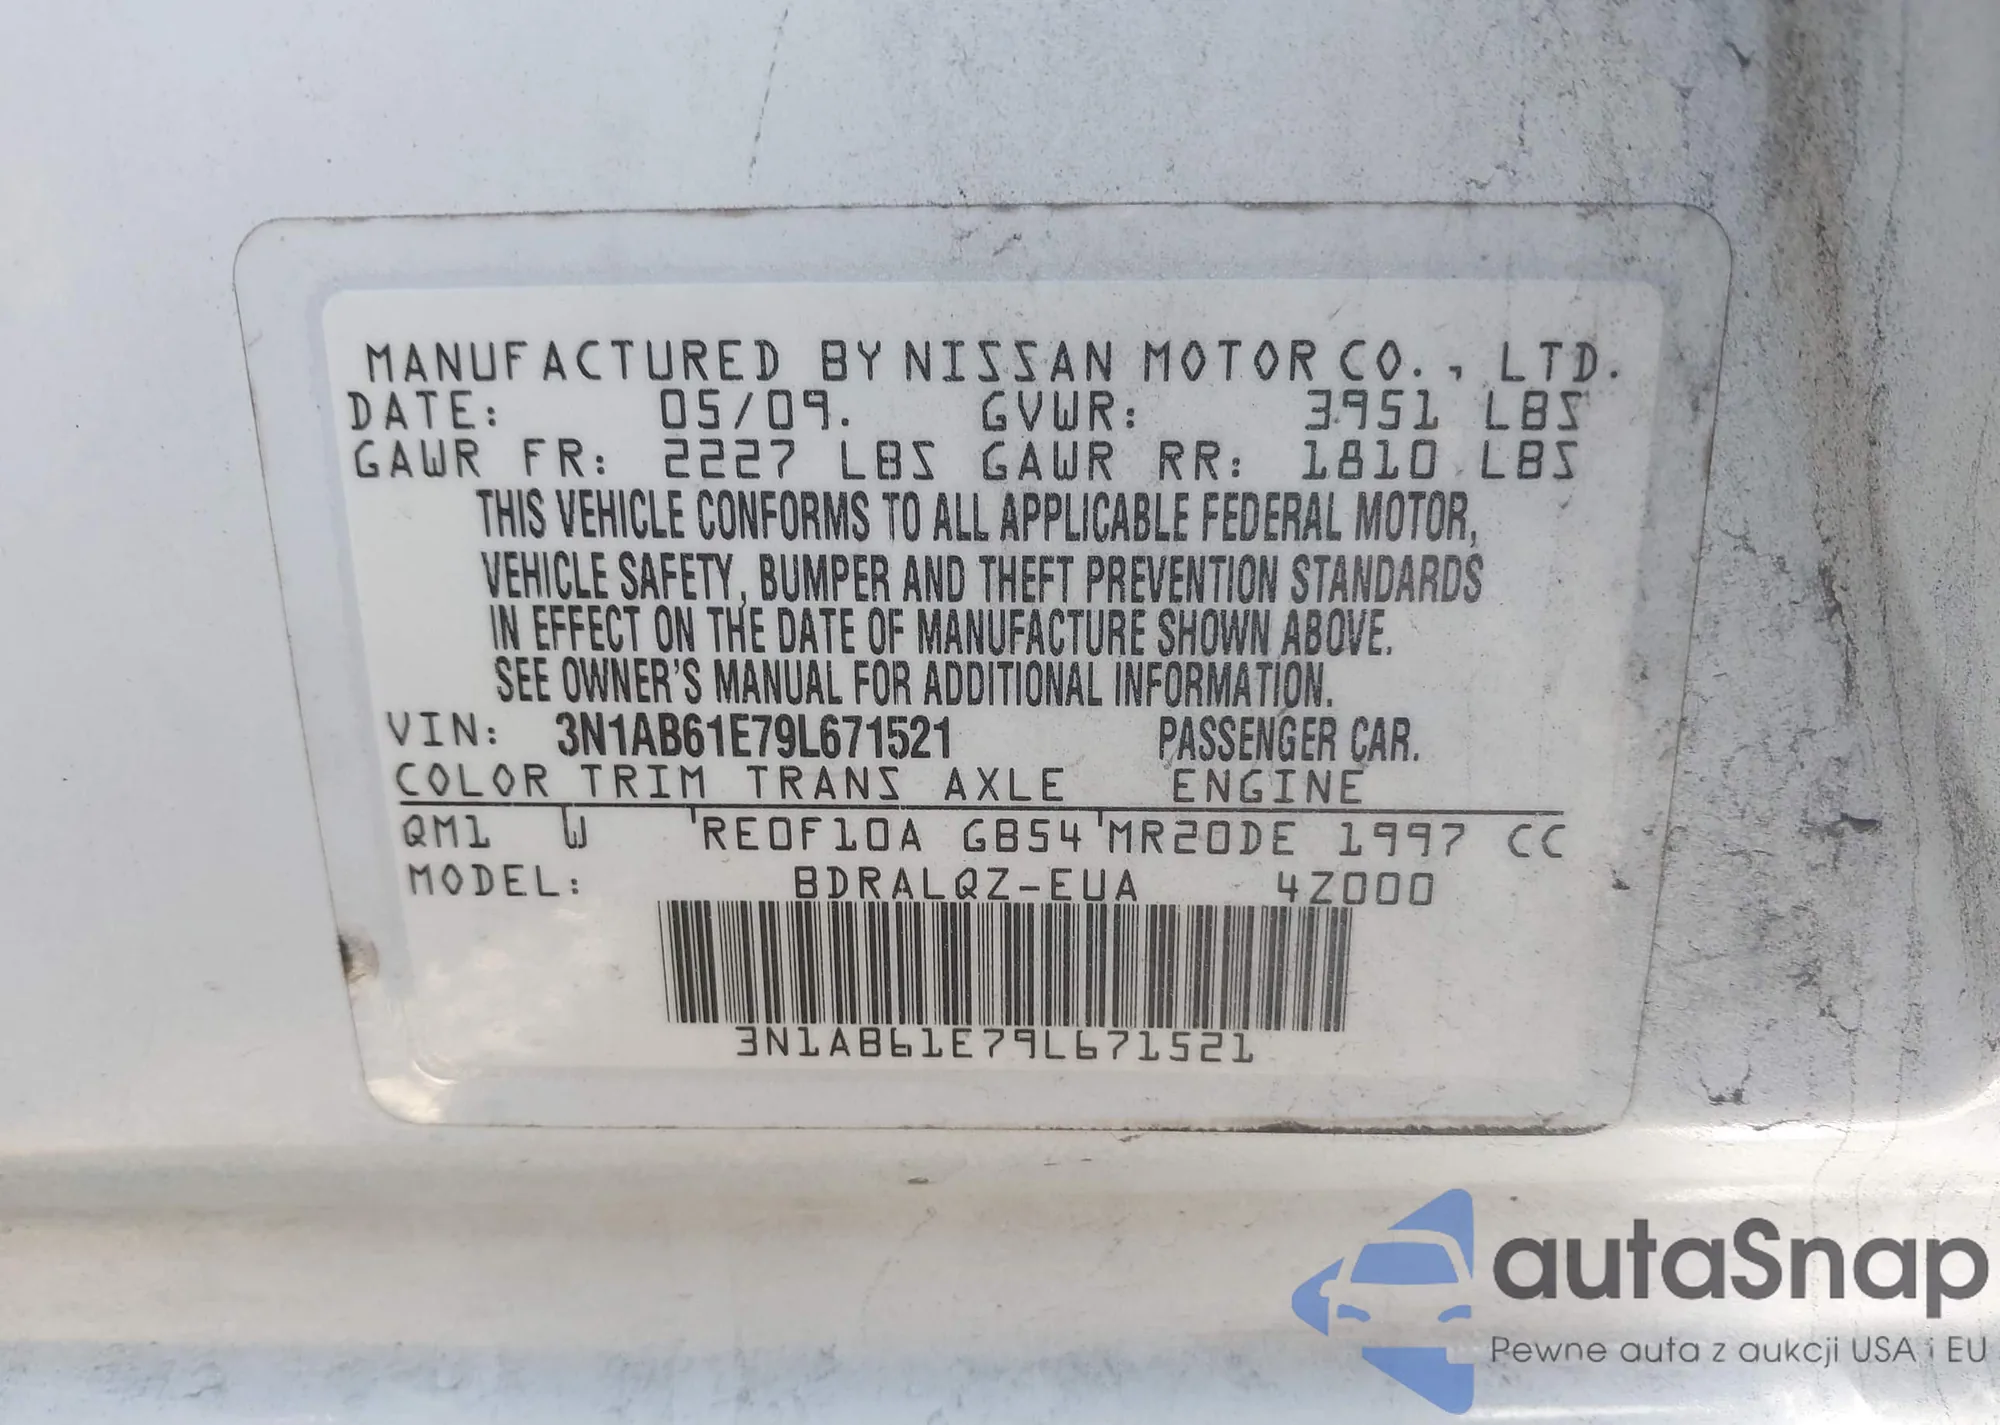 MANUFACTURED BY NISSAN MOTOR CO., LTD.
DATE: 05/09. GVWR: 3951 LBS
GAWR FR: 2227 LBS GAWR RR: 1810 LBS
THIS VEHICLE CONFORMS TO ALL APPLICABLE FEDERAL MOTOR,
VEHICLE SAFETY, BUMPER AND THEFT PREVENTION STANDARDS
IN EFFECT ON THE DATE OF MANUFACTURE SHOWN ABOVE.
SEE OWNER'S MANUAL FOR ADDITIONAL INFORMATION.
VIN: 3N1AB61E79L671521 PASSENGER CAR.
COLOR TRIM TRANS AXLE ENGINE
QM1 W 'RE0F10A GB54'MR20DE 1997 CC
MODEL: BDRALQZ-EUA 4Z000
3N1AB61E79L671521
autaSnap
Pewne auta z aukcji USA i EU